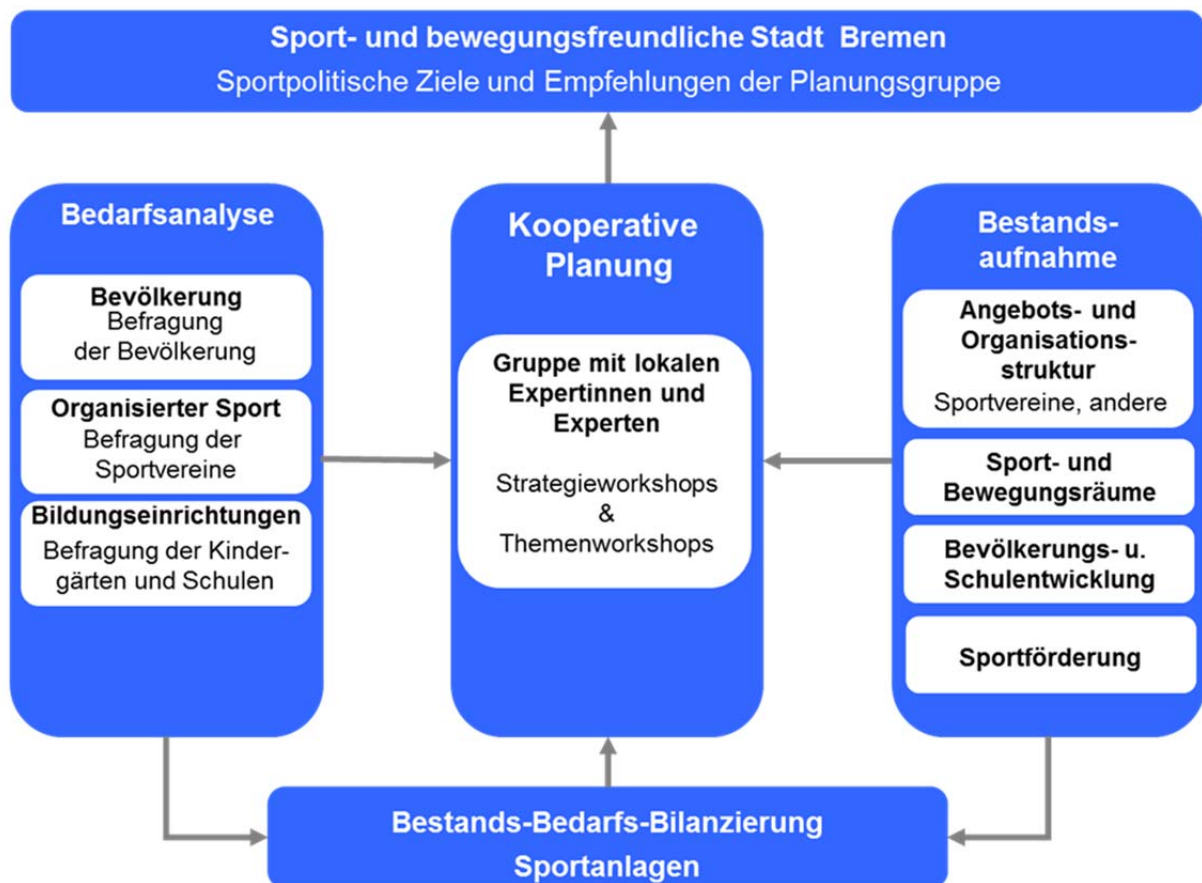 Sport- und bewegungsfreundliche Stadt Bremen
Sportpolitische Ziele und Empfehlungen der Planungsgruppe
Bedarfsanalyse
Bevölkerung
Befragung
der Bevölkerung
Organisierter Sport
Befragung der
Sportvereine
Bildungseinrichtungen
Befragung der Kinder-
gärten und Schulen
Kooperative
Planung
Gruppe mit lokalen
Expertinnen und
Experten
Strategieworkshops
&
Themenworkshops
Bestands-
aufnahme
Angebots- und
Organisations-
struktur
Sportvereine, andere
Sport- und
Bewegungsräume
Bevölkerungs- u.
Schulentwicklung
Sportförderung
Bestands-Bedarfs-Bilanzierung
Sportanlagen